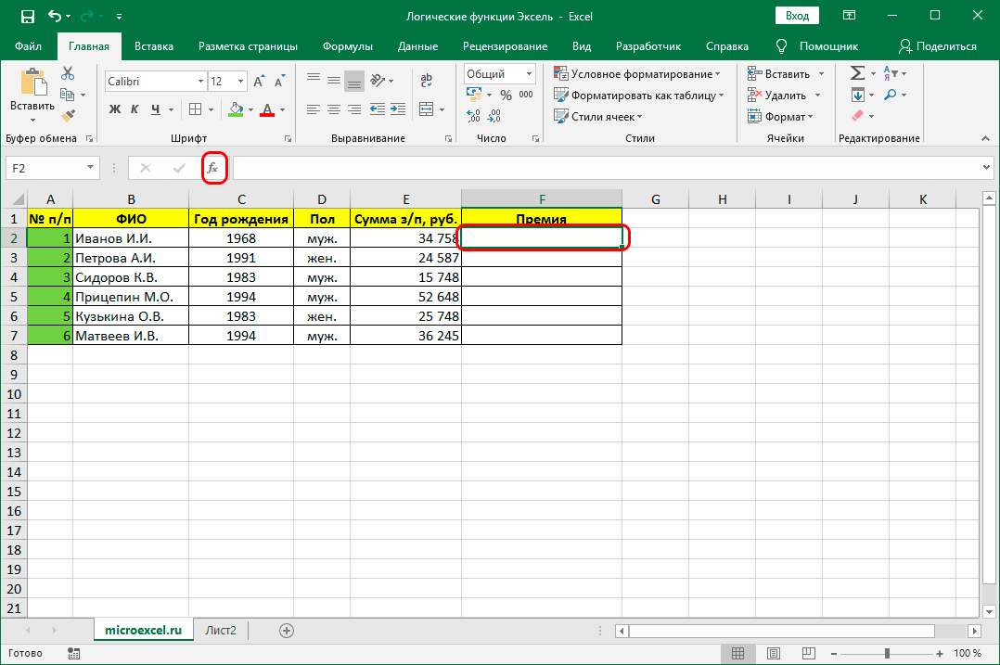 Логические функции Эксель - Excel
Вход
Файл Главная Вставка Разметка страницы Формулы Данные Рецензирование Вид Разработчик Справка Помощник Поделиться
Вставить
Calibri 12
Ж К Ч А
Общий
% 000
Условное форматирование
Форматировать как таблицу
Стили ячеек
Вставить
Удалить
Формат
Буфер обмена Шрифт Выравнивание Число Стили Ячейки Редактирование
F2 fx
A B C D E F G H I J K
1 № п/п ФИО Год рождения Пол Сумма з/п, руб. Премия
2 1 Иванов И.И. 1968 муж. 34 758
3 2 Петрова А.И. 1991 жен. 24 587
4 3 Сидоров К.В. 1983 муж. 15 748
5 4 Прицепин М.О. 1994 муж. 52 648
6 5 Кузькина О.В. 1983 жен. 25 748
7 6 Матвеев И.В. 1994 муж. 36 245
8
9
10
11
12
13
14
15
16
17
18
19
20
21
microexcel.ru Лист2
Готово 100 %